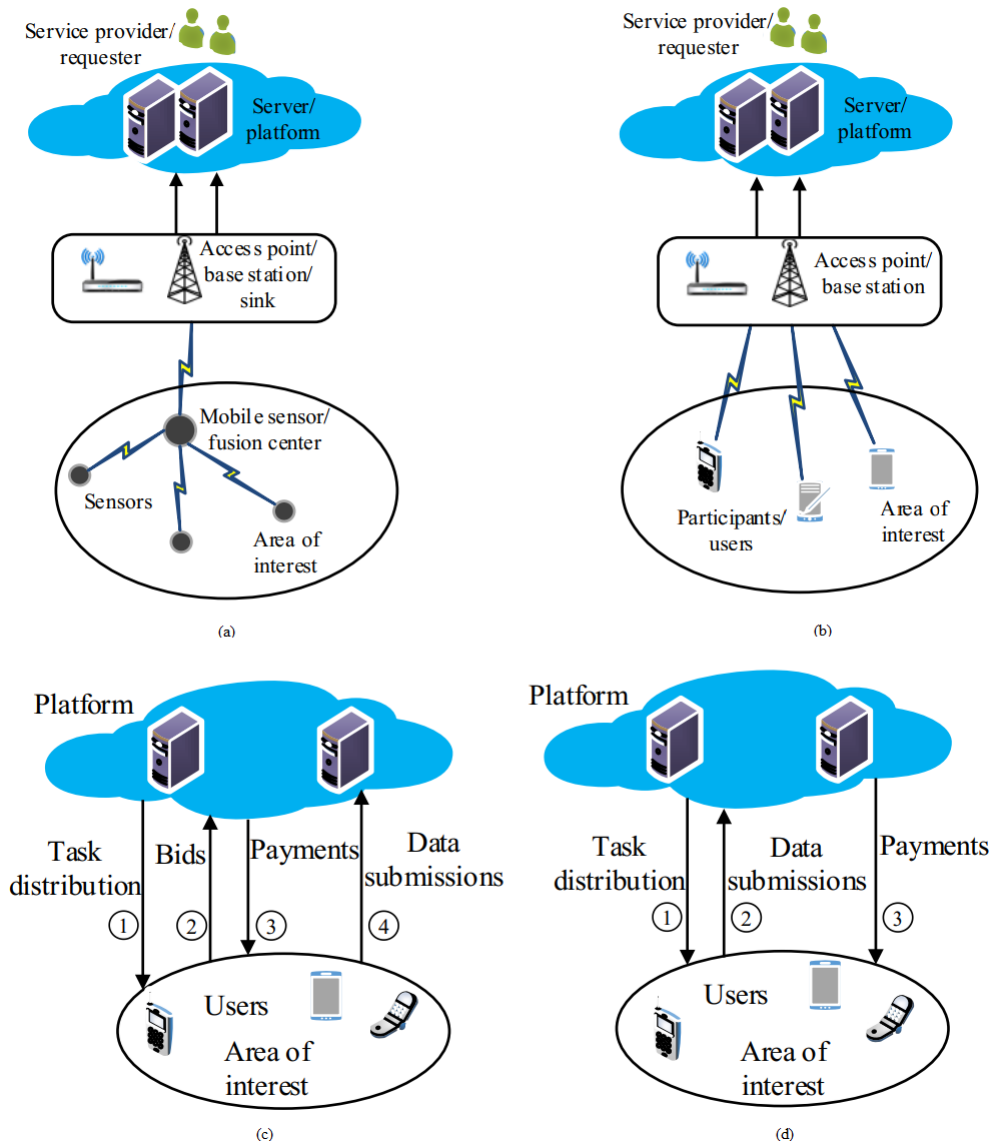 Service provider/
requester
Server/
platform
Access point/
base station/
sink
Mobile sensor/
fusion center
Sensors
Area of
interest
(a)
Service provider/
requester
Server/
platform
Access point/
base station
Participants/
users
Area of
interest
(b)
Platform
Task
distribution
1
Bids
2
Payments
3
Data
submissions
4
Users
Area of
interest
(c)
Platform
Task
distribution
1
Data
submissions
2
Payments
3
Users
Area of
interest
(d)